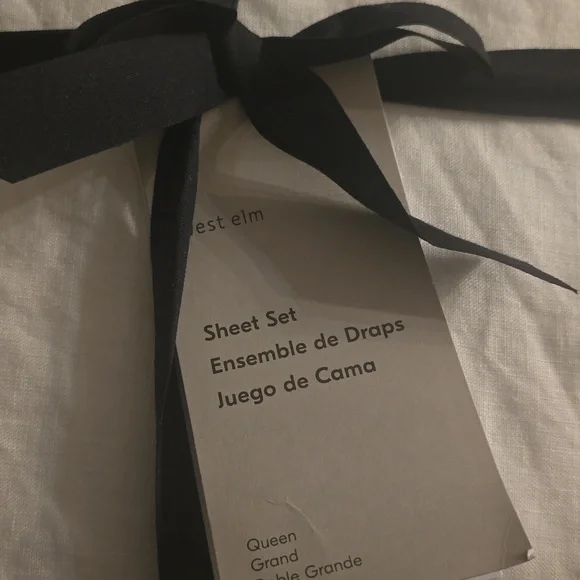 est elm
Sheet Set
Ensemble de Draps
Juego de Cama
Queen
Grand
Grande